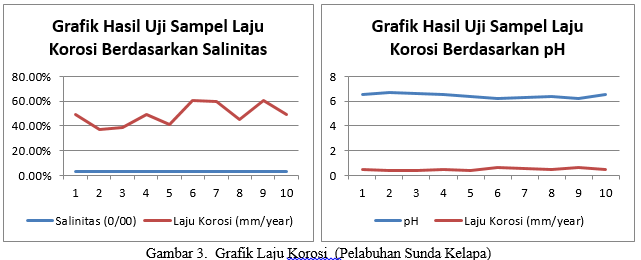 Grafik Hasil Uji Sampel Laju
Korosi Berdasarkan Salinitas
80.00%
60.00%
40.00%
20.00%
0.00%
1 2 3 4 5 6 7 8 9 10
Salinitas (0/00) Laju Korosi (mm/year)
Grafik Hasil Uji Sampel Laju
Korosi Berdasarkan pH
8
6
4
2
0
1 2 3 4 5 6 7 8 9 10
pH Laju Korosi (mm/year)
Gambar 3. Grafik Laju Korosi (Pelabuhan Sunda Kelapa)